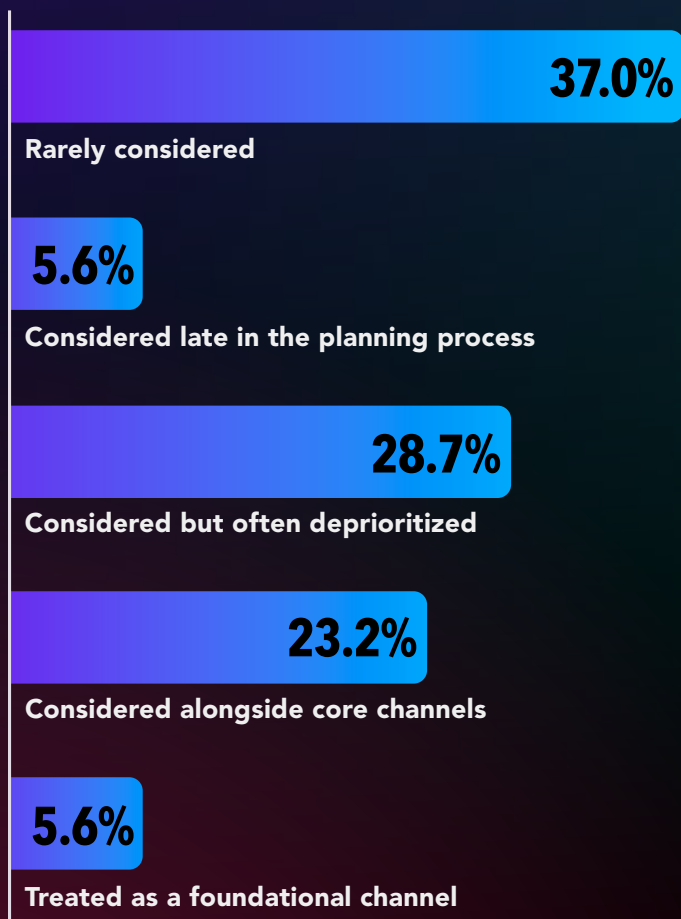 37.0%
Rarely considered
5.6%
Considered late in the planning process
28.7%
Considered but often deprioritized
23.2%
Considered alongside core channels
5.6%
Treated as a foundational channel